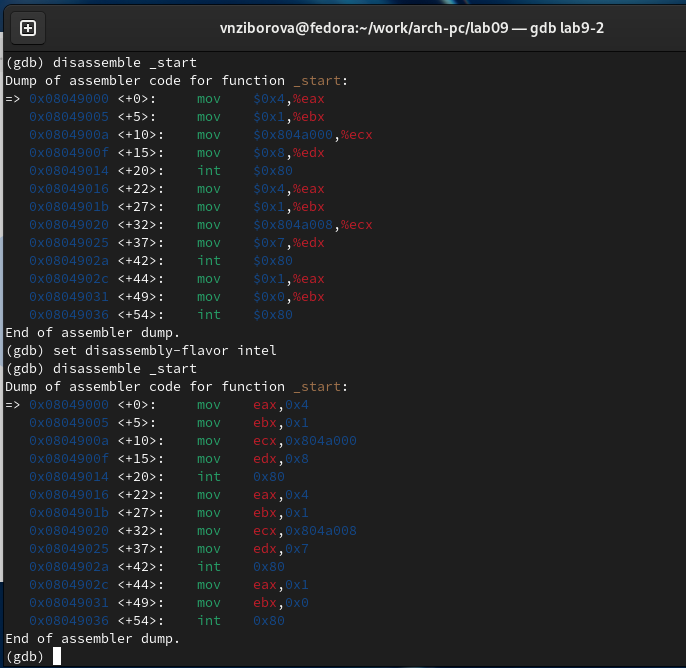 vnziborova@fedora:~/work/arch-pc/lab09 — gdb lab9-2
(gdb) disassemble _start
Dump of assembler code for function _start:
=> 0x08049000 <+0>:     mov    $0x4,%eax
   0x08049005 <+5>:     mov    $0x1,%ebx
   0x0804900a <+10>:    mov    $0x804a000,%ecx
   0x0804900f <+15>:    mov    $0x8,%edx
   0x08049014 <+20>:    int    $0x80
   0x08049016 <+22>:    mov    $0x4,%eax
   0x0804901b <+27>:    mov    $0x1,%ebx
   0x08049020 <+32>:    mov    $0x804a008,%ecx
   0x08049025 <+37>:    mov    $0x7,%edx
   0x0804902a <+42>:    int    $0x80
   0x0804902c <+44>:    mov    $0x1,%eax
   0x08049031 <+49>:    mov    $0x0,%ebx
   0x08049036 <+54>:    int    $0x80
End of assembler dump.
(gdb) set disassembly-flavor intel
(gdb) disassemble _start
Dump of assembler code for function _start:
=> 0x08049000 <+0>:     mov    eax,0x4
   0x08049005 <+5>:     mov    ebx,0x1
   0x0804900a <+10>:    mov    ecx,0x804a000
   0x0804900f <+15>:    mov    edx,0x8
   0x08049014 <+20>:    int    0x80
   0x08049016 <+22>:    mov    eax,0x4
   0x0804901b <+27>:    mov    ebx,0x1
   0x08049020 <+32>:    mov    ecx,0x804a008
   0x08049025 <+37>:    mov    edx,0x7
   0x0804902a <+42>:    int    0x80
   0x0804902c <+44>:    mov    eax,0x1
   0x08049031 <+49>:    mov    ebx,0x0
   0x08049036 <+54>:    int    0x80
End of assembler dump.
(gdb)